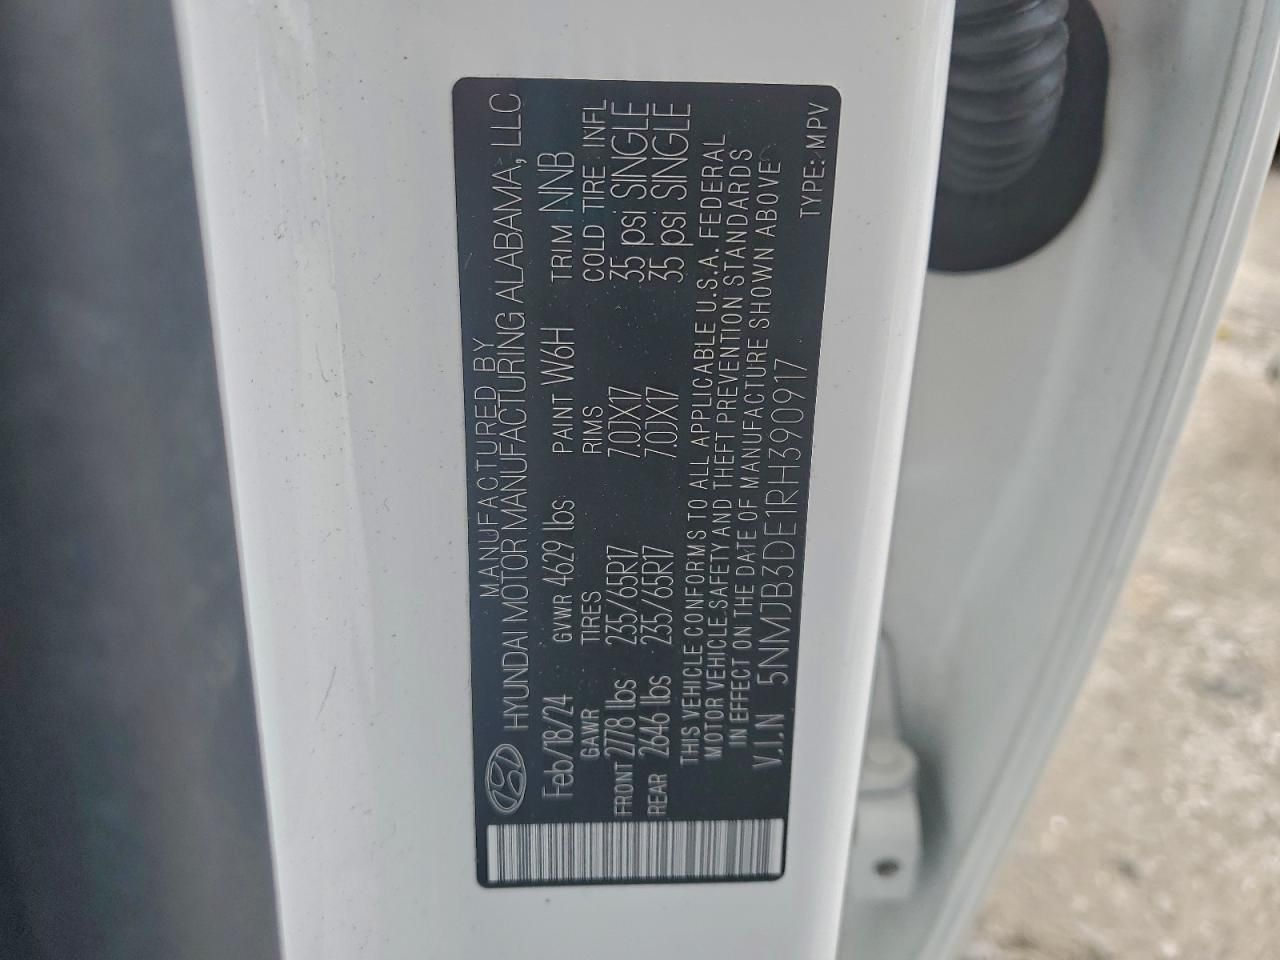 MANUFACTURED BY
HYUNDAI MOTOR MANUFACTURING ALABAMA, LLC
Feb/18/24 GVWR 4629 lbs PAINT W6H TRIM NNB
GAWR TIRES RIMS COLD TIRE INFL
FRONT 2778 lbs 235/65R17 7.0JX17 35 psi SINGLE
REAR 2646 lbs 235/65R17 7.0JX17 35 psi SINGLE
THIS VEHICLE CONFORMS TO ALL APPLICABLE U.S.A. FEDERAL
MOTOR VEHICLE SAFETY AND THEFT PREVENTION STANDARDS
IN EFFECT ON THE DATE OF MANUFACTURE SHOWN ABOVE
V.I.N 5NMJB3DE1RH390917 TYPE: MPV